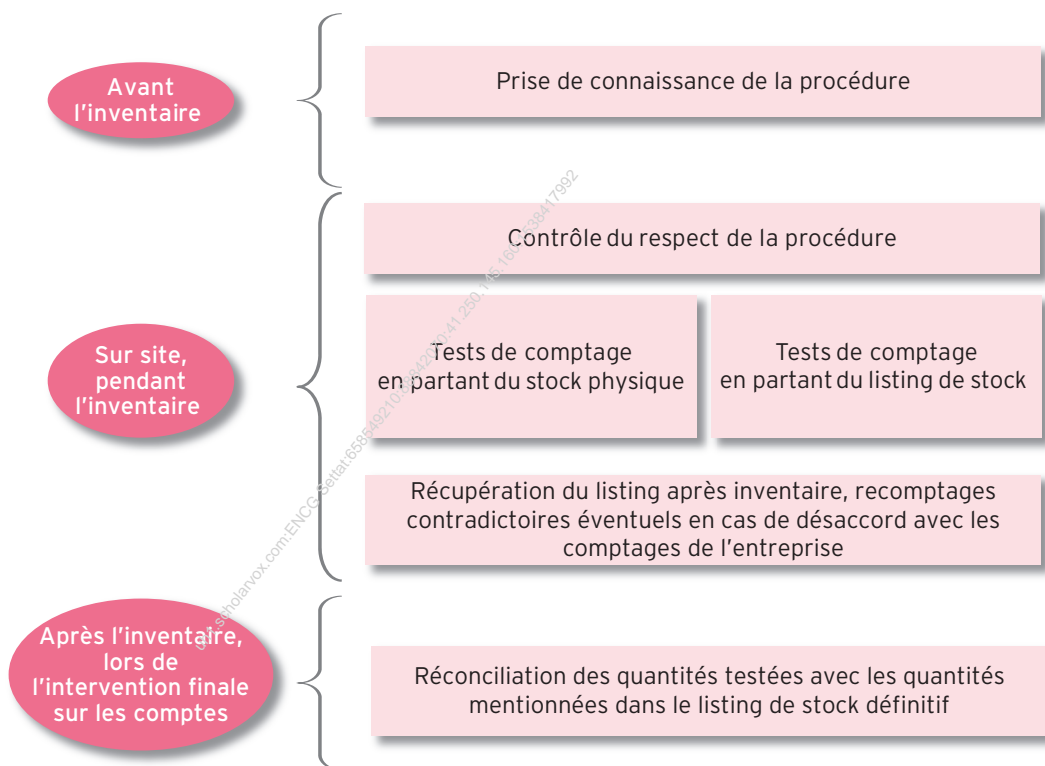 Avant
l'inventaire
Prise de connaissance de la procédure
Sur site,
pendant
l'inventaire
Contrôle du respect de la procédure
Tests de comptage
en partant du stock physique
Tests de comptage
en partant du listing de stock
Récupération du listing après inventaire, recomptages
contradictoires éventuels en cas de désaccord avec les
comptages de l'entreprise
Après l'inventaire,
lors de
l'intervention finale
sur les comptes
Réconciliation des quantités testées avec les quantités
mentionnées dans le listing de stock définitif